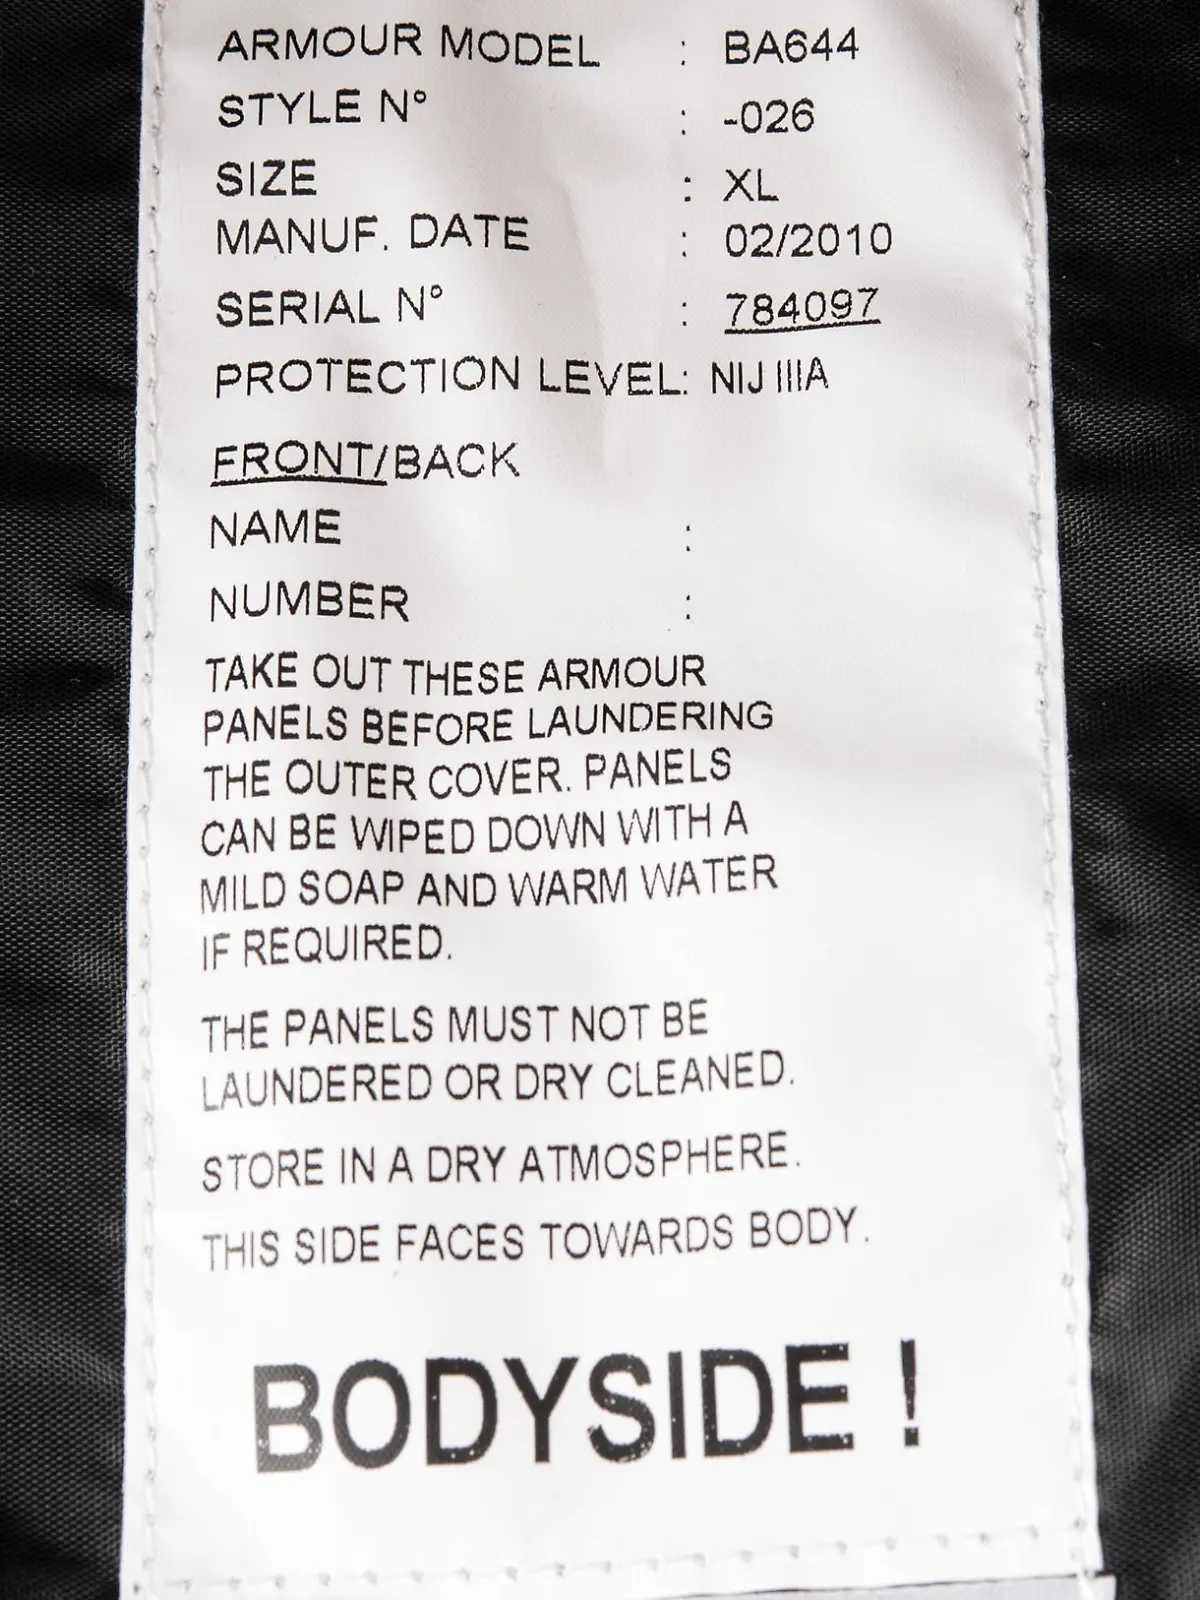 ARMOUR MODEL : BA644
STYLE N° : -026
SIZE : XL
MANUF. DATE : 02/2010
SERIAL N° : 784097
PROTECTION LEVEL: NIJ IIIA
FRONT/BACK
NAME :
NUMBER :
TAKE OUT THESE ARMOUR
PANELS BEFORE LAUNDERING
THE OUTER COVER. PANELS
CAN BE WIPED DOWN WITH A
MILD SOAP AND WARM WATER
IF REQUIRED.
THE PANELS MUST NOT BE
LAUNDERED OR DRY CLEANED.
STORE IN A DRY ATMOSPHERE.
THIS SIDE FACES TOWARDS BODY.
BODYSIDE !